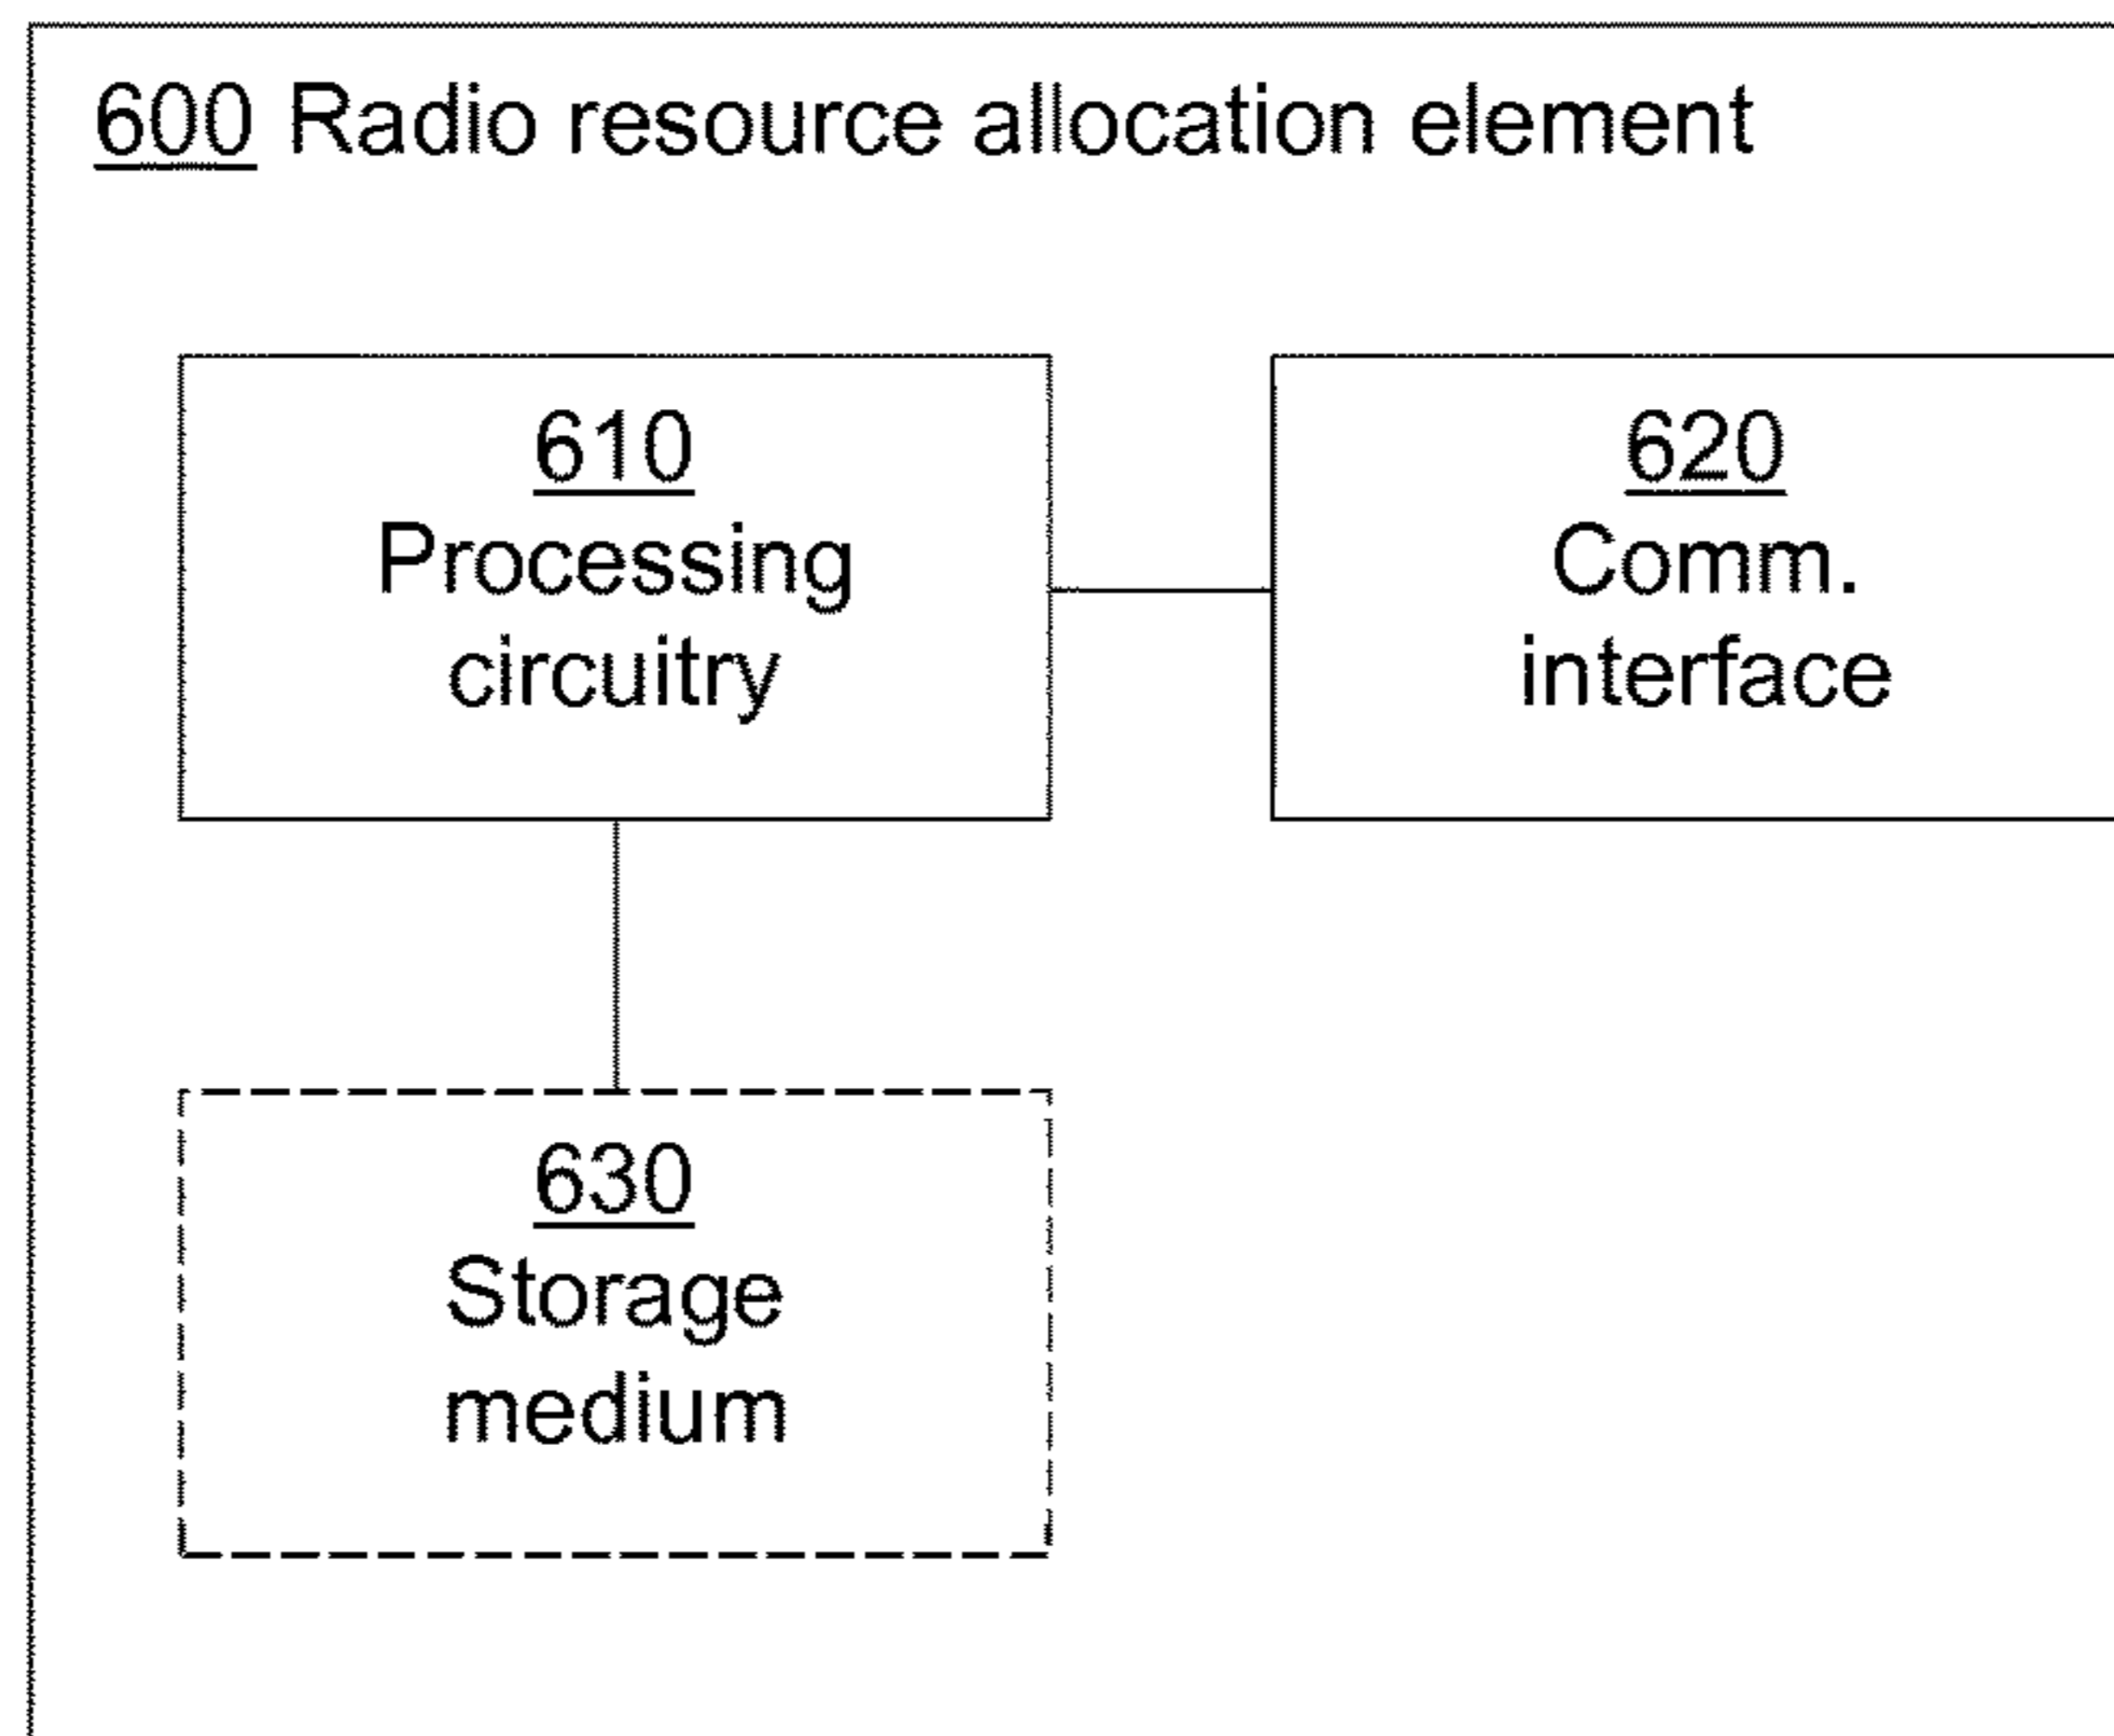 600 Radio resource allocation element
610
Processing
circuitry
620
Comm.
interface
630
Storage
medium